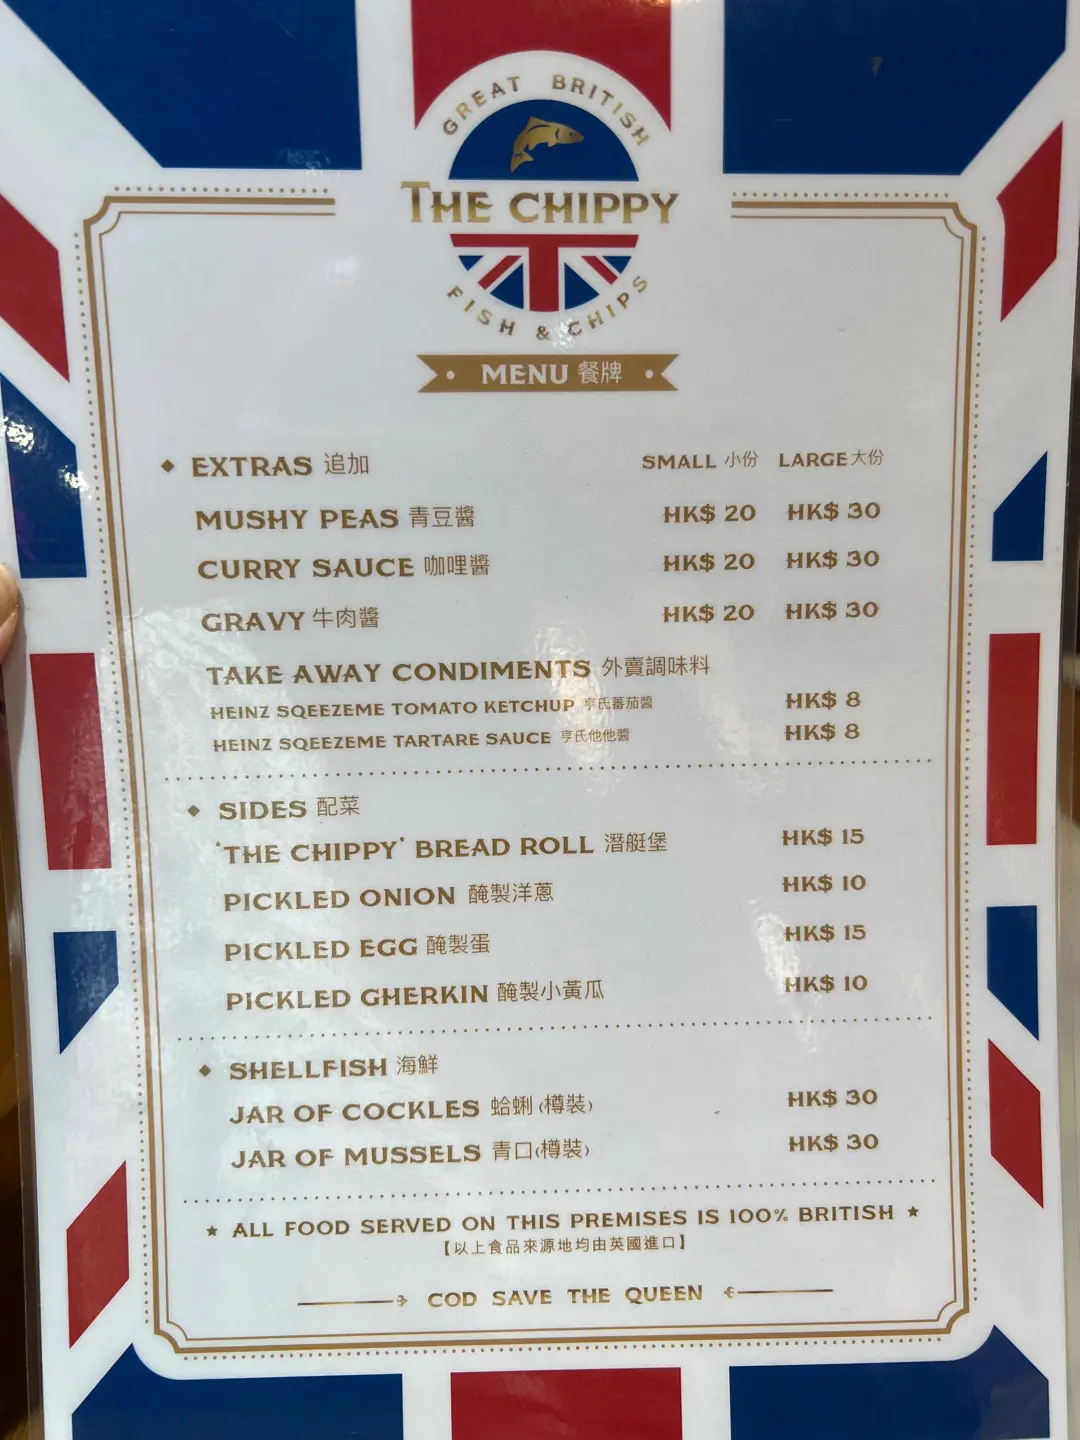 GREAT BRITISH
THE CHIPPY
FISH & CHIPS
MENU 餐牌
EXTRAS 追加 SMALL 小份 LARGE 大份
MUSHY PEAS 青豆醬 HK$ 20 HK$ 30
CURRY SAUCE 咖哩醬 HK$ 20 HK$ 30
GRAVY 牛肉醬 HK$ 20 HK$ 30
TAKE AWAY CONDIMENTS 外賣調味料
HEINZ SQEEZEME TOMATO KETCHUP 亨氏蕃茄醬 HK$ 8
HEINZ SQEEZEME TARTARE SAUCE 亨氏他他醬 HK$ 8
SIDES 配菜
'THE CHIPPY' BREAD ROLL 潛艇堡 HK$ 15
PICKLED ONION 醃製洋蔥 HK$ 10
PICKLED EGG 醃製蛋 HK$ 15
PICKLED GHERKIN 醃製小黃瓜 HK$ 10
SHELLFISH 海鮮
JAR OF COCKLES 蛤蜊(樽裝) HK$ 30
JAR OF MUSSELS 青口(樽裝) HK$ 30
★ ALL FOOD SERVED ON THIS PREMISES IS 100% BRITISH ★
【以上食品來源地均由英國進口】
COD SAVE THE QUEEN